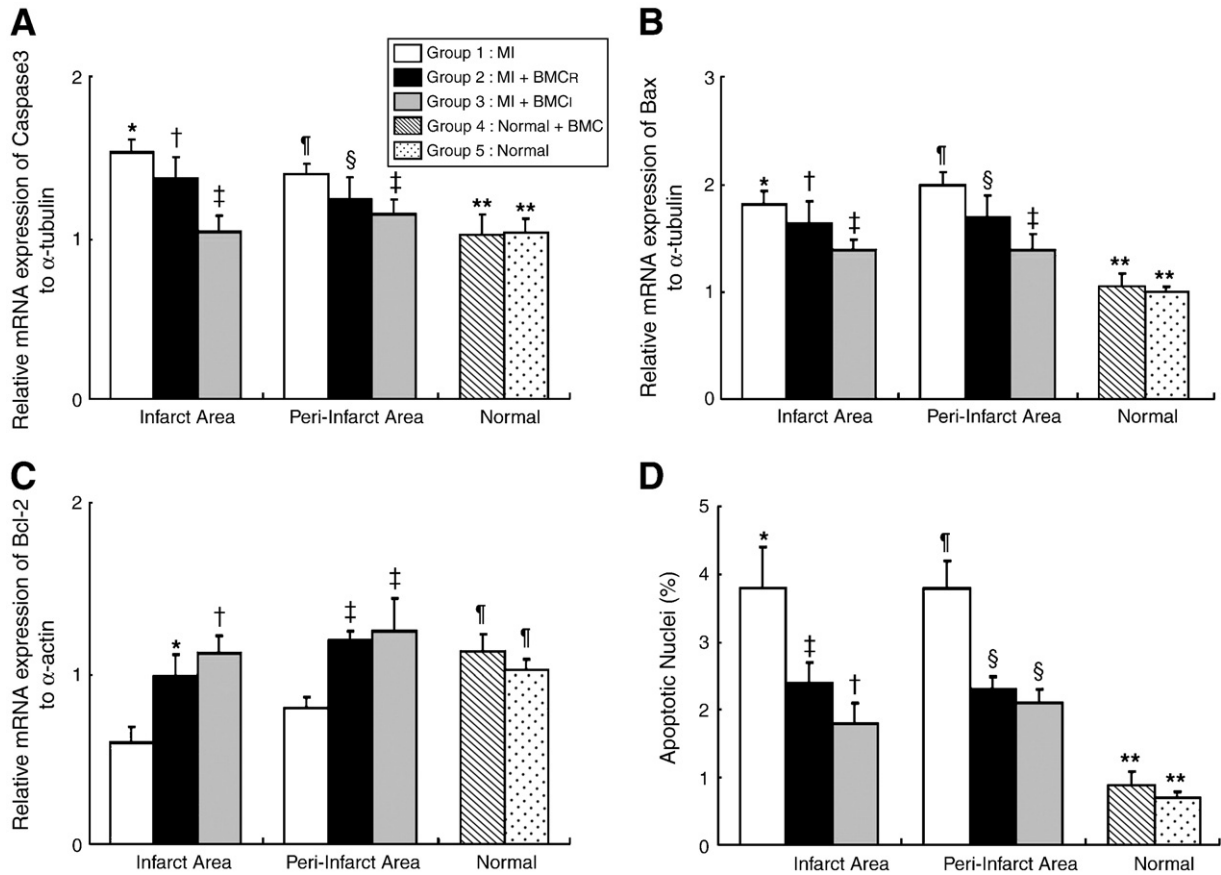 A
Relative mRNA expression of Caspase3
to α-tubulin
2
1
0
* † ‡ ¶ § ‡ ** **
Infarct Area Peri-Infarct Area Normal
Group 1 : MI
Group 2 : MI + BMCR
Group 3 : MI + BMCI
Group 4 : Normal + BMC
Group 5 : Normal
B
Relative mRNA expression of Bax
to α-tubulin
3
2
1
0
* † ‡ ¶ § ‡ ** **
Infarct Area Peri-Infarct Area Normal
C
Relative mRNA expression of Bcl-2
to α-actin
2
1
0
* † ‡ ‡ ¶ ¶
Infarct Area Peri-Infarct Area Normal
D
Apoptotic Nuclei (%)
5
4
3
2
1
0
* ‡ † ¶ § § ** **
Infarct Area Peri-Infarct Area Normal